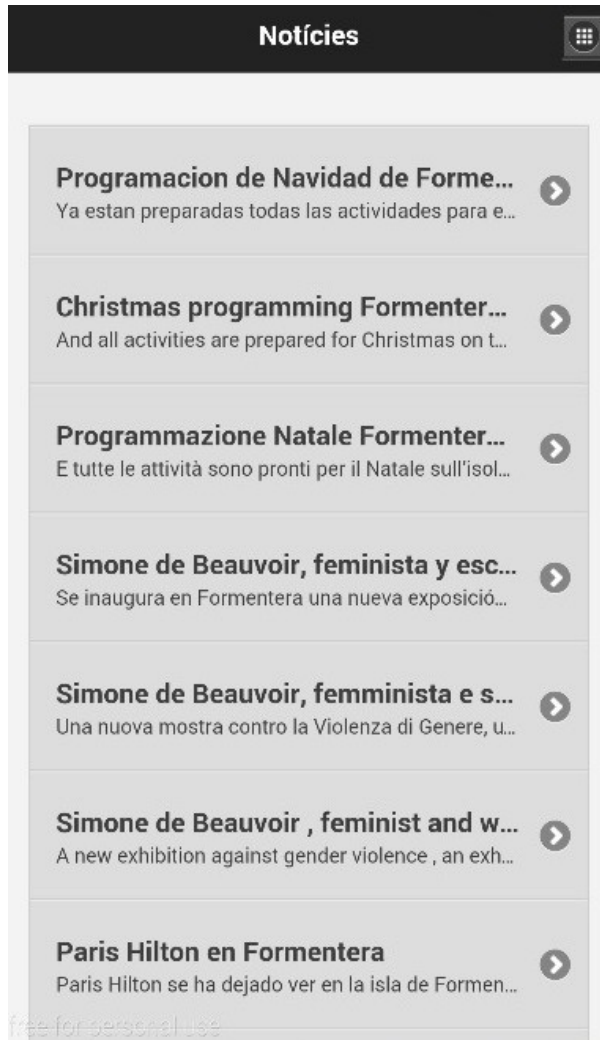 Notícies
Programacion de Navidad de Forme...
Ya estan preparadas todas las actividades para e...
Christmas programming Formenter...
And all activities are prepared for Christmas on t...
Programmazione Natale Formenter...
E tutte le attività sono pronti per il Natale sull'isol...
Simone de Beauvoir, feminista y esc...
Se inaugura en Formentera una nueva exposició...
Simone de Beauvoir, femminista e s...
Una nuova mostra contro la Violenza di Genere, u...
Simone de Beauvoir , feminist and w...
A new exhibition against gender violence , an exh...
Paris Hilton en Formentera
Paris Hilton se ha dejado ver en la isla de Formen...
free for personal use